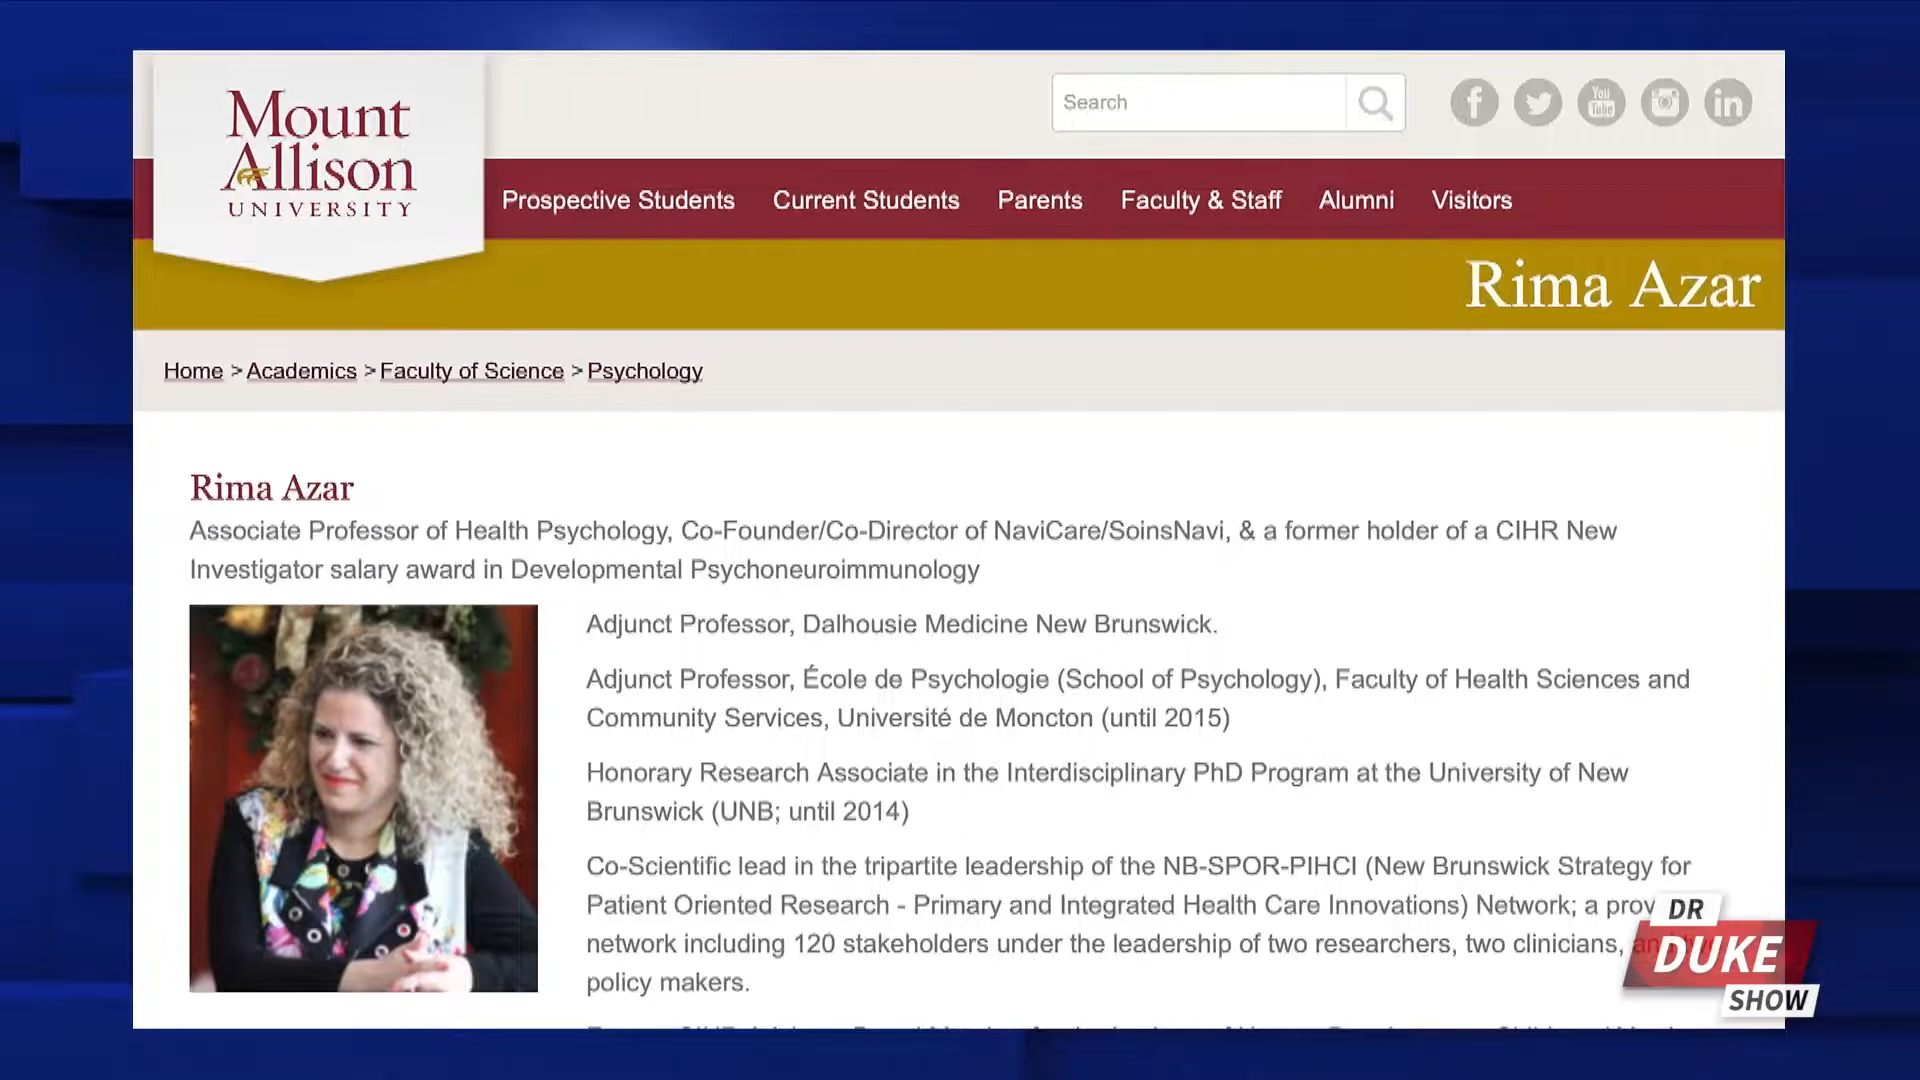 Mount
Allison
UNIVERSITY
Search
You
Tube
Prospective Students Current Students Parents Faculty & Staff Alumni Visitors
Rima Azar
Home > Academics > Faculty of Science > Psychology
Rima Azar
Associate Professor of Health Psychology, Co-Founder/Co-Director of NaviCare/SoinsNavi, & a former holder of a CIHR New
Investigator salary award in Developmental Psychoneuroimmunology
Adjunct Professor, Dalhousie Medicine New Brunswick.
Adjunct Professor, École de Psychologie (School of Psychology), Faculty of Health Sciences and
Community Services, Université de Moncton (until 2015)
Honorary Research Associate in the Interdisciplinary PhD Program at the University of New
Brunswick (UNB; until 2014)
Co-Scientific lead in the tripartite leadership of the NB-SPOR-PIHCI (New Brunswick Strategy for
Patient Oriented Research - Primary and Integrated Health Care Innovations) Network; a prov
network including 120 stakeholders under the leadership of two researchers, two clinicians,
policy makers.
DR
DUKE
SHOW